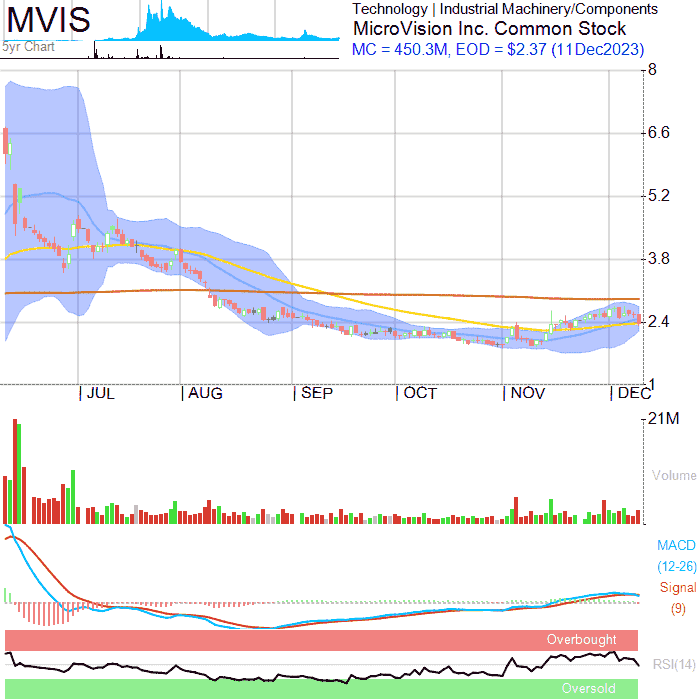 MVIS
5yr Chart
Technology | Industrial Machinery/Components
MicroVision Inc. Common Stock
MC = 450.3M, EOD = $2.37 (11Dec2023)
8
6.6
5.2
3.8
2.4
1
JUL AUG SEP OCT NOV DEC
21M
Volume
MACD
(12-26)
Signal
(9)
Overbought
RSI(14)
Oversold